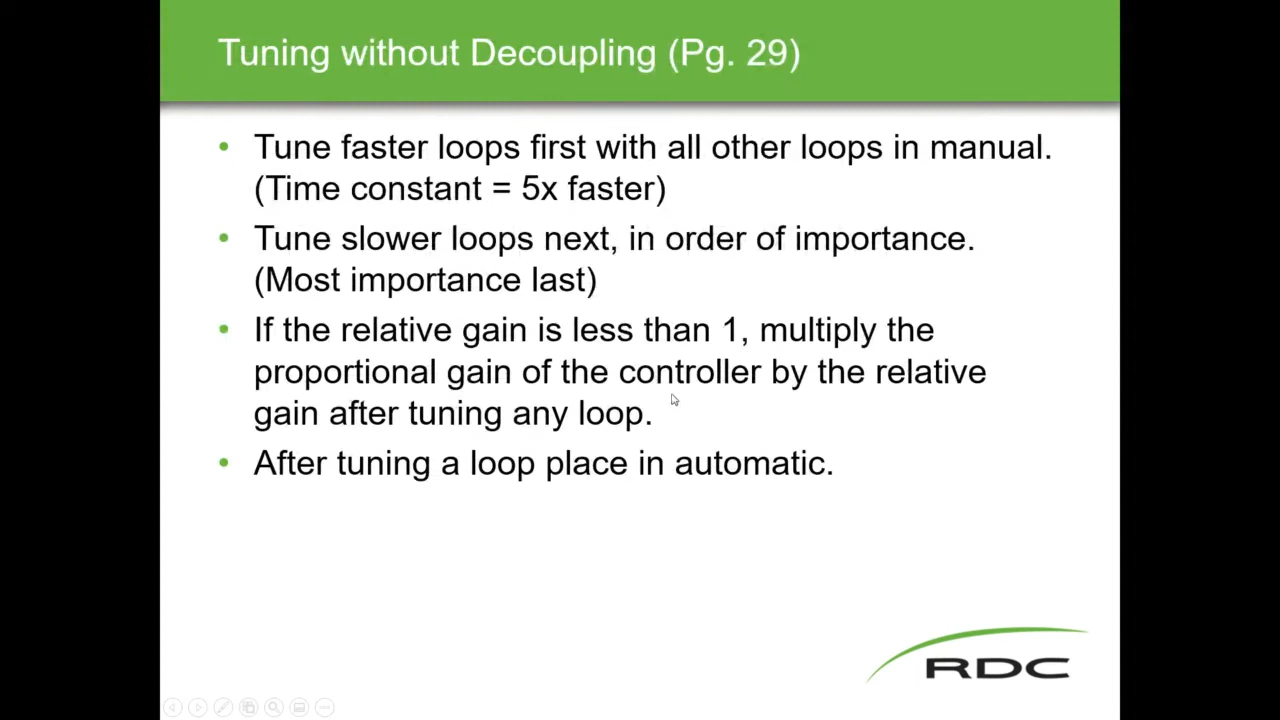 Tuning without Decoupling (Pg. 29)
• Tune faster loops first with all other loops in manual.
(Time constant = 5x faster)
• Tune slower loops next, in order of importance.
(Most importance last)
• If the relative gain is less than 1, multiply the
proportional gain of the controller by the relative
gain after tuning any loop.
• After tuning a loop place in automatic.
RDC